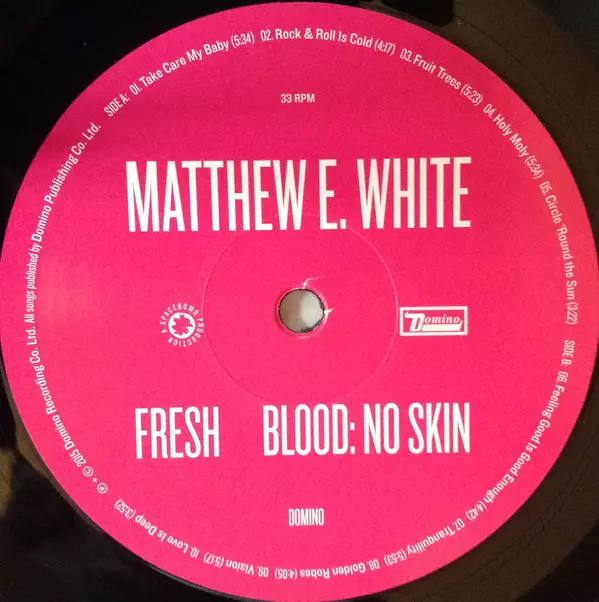 SIDE A: 01. Take Care My Baby (5:34) 02. Rock & Roll Is Cold (4:17) 03. Fruit Trees (5:23) 04. Holy Moly (5:34) 05. Circle 'Round the Sun (3:22)
SIDE B: 06. Feeling Good Is Good Enough (4:42) 07. Tranquility (5:53) 08. Golden Robes (4:05) 09. Vision (5:17) 10. Love Is Deep (3:52)
℗ + © 2015 Domino Recording Co. Ltd. All songs published by Domino Publishing Co. Ltd.
33 RPM
MATTHEW E. WHITE
A SPACEBOMB PRODUCTION
Domino
FRESH BLOOD: NO SKIN
DOMINO